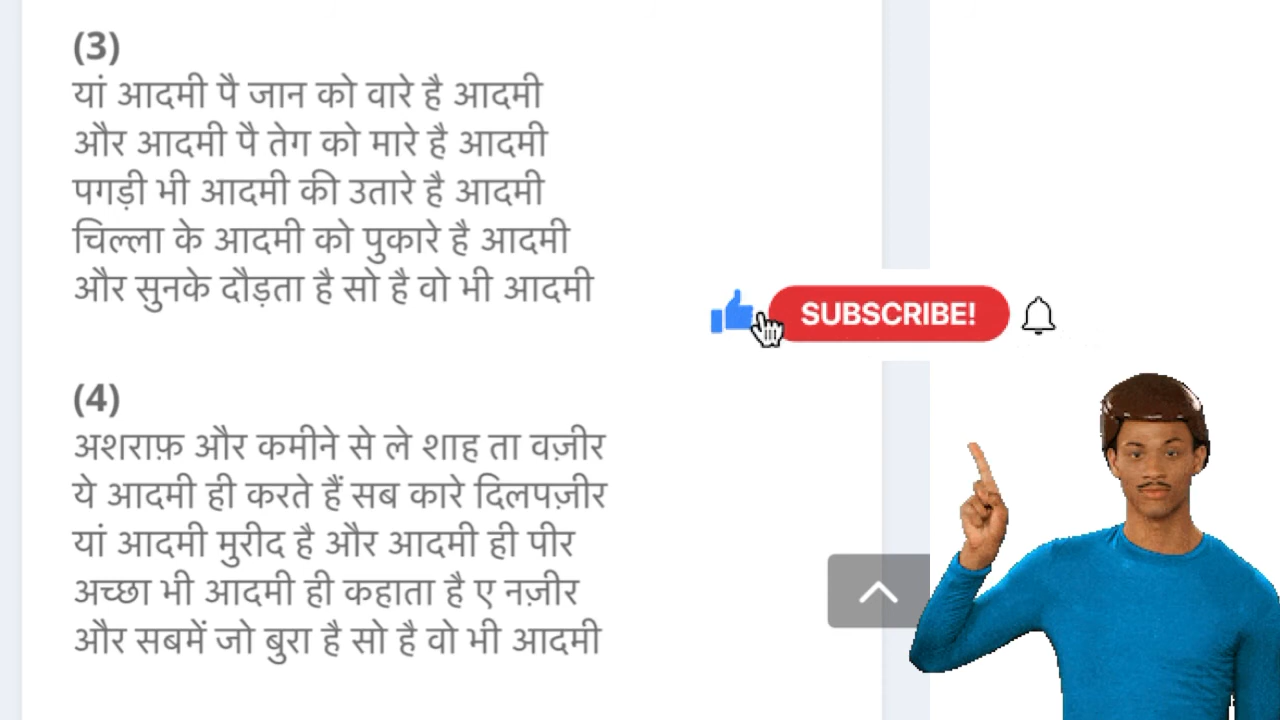 (3)
यां आदमी पै जान को वारे है आदमी
और आदमी पै तेग को मारे है आदमी
पगड़ी भी आदमी की उतारे है आदमी
चिल्ला के आदमी को पुकारे है आदमी
और सुनके दौड़ता है सो है वो भी आदमी
SUBSCRIBE!
(4)
अशराफ़ और कमीने से ले शाह ता वज़ीर
ये आदमी ही करते हैं सब कारे दिलपज़ीर
यां आदमी मुरीद है और आदमी ही पीर
अच्छा भी आदमी ही कहाता है ए नज़ीर
और सबमें जो बुरा है सो है वो भी आदमी